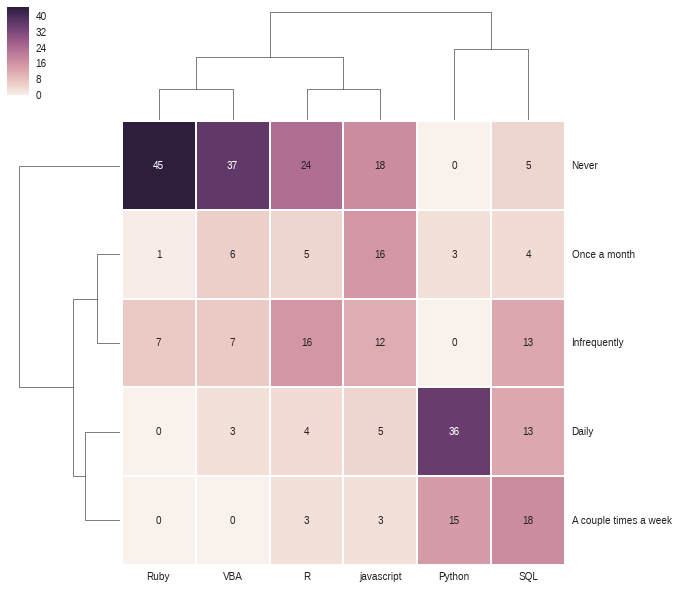 40
32
24
16
8
0
45 37 24 18 0 5 Never
1 6 5 16 3 4 Once a month
7 7 16 12 0 13 Infrequently
0 3 4 5 36 13 Daily
0 0 3 3 15 18 A couple times a week
Ruby VBA R javascript Python SQL